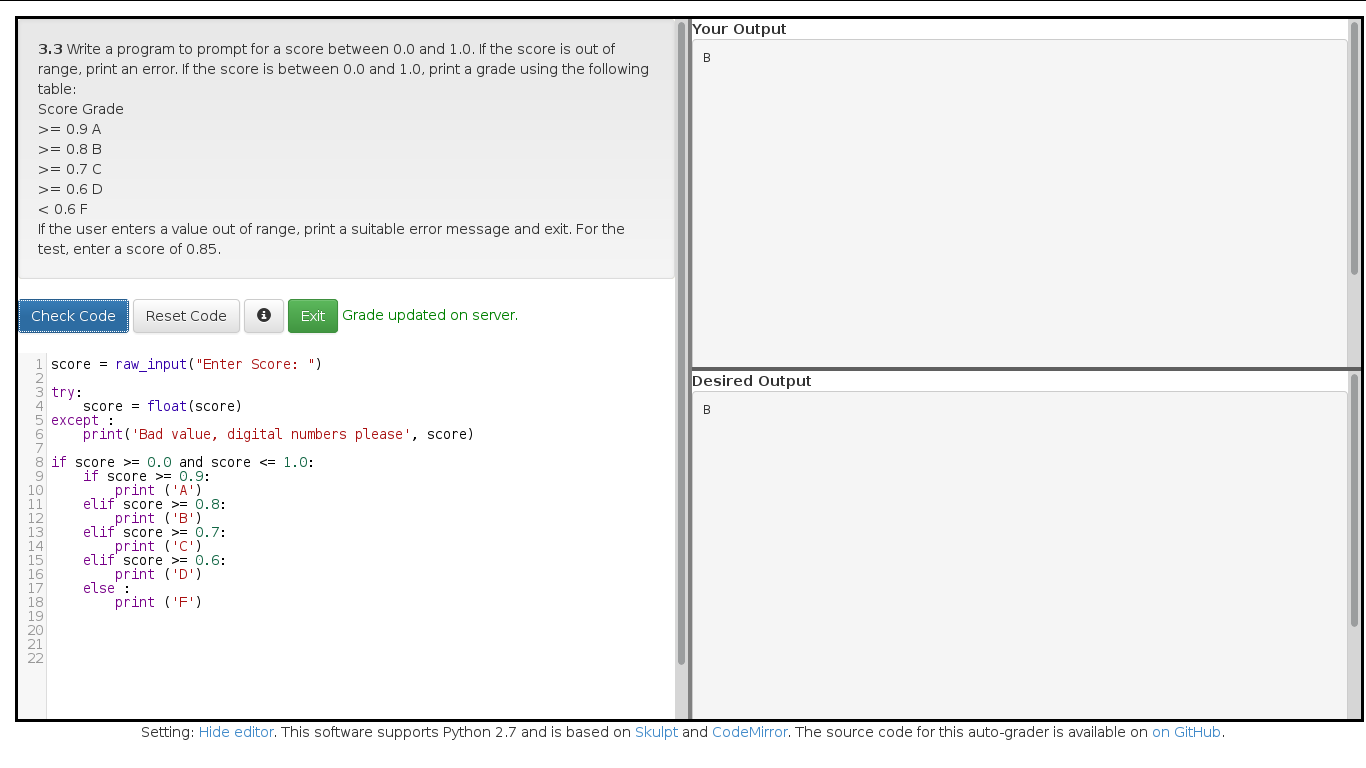 3.3 Write a program to prompt for a score between 0.0 and 1.0. If the score is out of
range, print an error. If the score is between 0.0 and 1.0, print a grade using the following
table:
Score Grade
>= 0.9 A
>= 0.8 B
>= 0.7 C
>= 0.6 D
< 0.6 F
If the user enters a value out of range, print a suitable error message and exit. For the
test, enter a score of 0.85.
Check Code Reset Code Exit Grade updated on server.
1 score = raw_input("Enter Score: ")
2
3 try:
4     score = float(score)
5 except :
6     print('Bad value, digital numbers please', score)
7
8 if score >= 0.0 and score <= 1.0:
9     if score >= 0.9:
10         print ('A')
11     elif score >= 0.8:
12         print ('B')
13     elif score >= 0.7:
14         print ('C')
15     elif score >= 0.6:
16         print ('D')
17     else :
18         print ('F')
19
20
21
22
Your Output
B
Desired Output
B
Setting: Hide editor. This software supports Python 2.7 and is based on Skulpt and CodeMirror. The source code for this auto-grader is available on on GitHub.